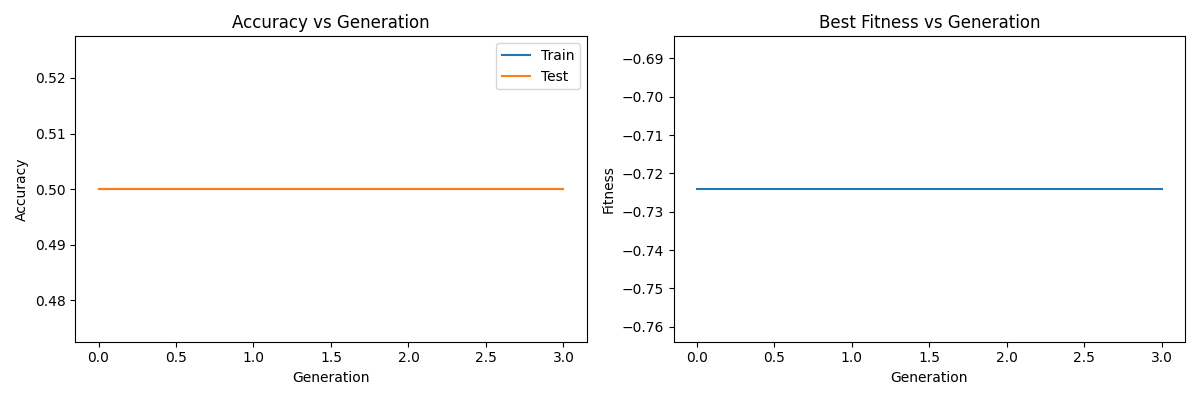 Accuracy vs Generation
Train
Test
0.52
0.51
0.50
0.49
0.48
Accuracy
0.0 0.5 1.0 1.5 2.0 2.5 3.0
Generation
Best Fitness vs Generation
−0.69
−0.70
−0.71
−0.72
−0.73
−0.74
−0.75
−0.76
Fitness
0.0 0.5 1.0 1.5 2.0 2.5 3.0
Generation